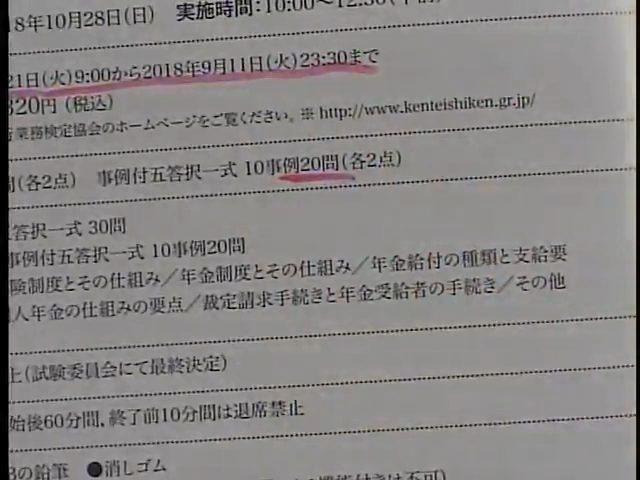 18年10月28日(日) 実施時間:10:00〜12:30
21日(火)9:00から2018年9月11日(火)23:30まで
320円(税込)
業務検定協会のホームページをご覧ください。※ http://www.kenteishiken.gr.jp/
(各2点) 事例付五答択一式 10事例20問(各2点)
答択一式 30問
事例付五答択一式 10事例20問
険制度とその仕組み/年金制度とその仕組み/年金給付の種類と支給要
人年金の仕組みの要点/裁定請求手続きと年金受給者の手続き/その他
上(試験委員会にて最終決定)
始後60分間,終了前10分間は退席禁止
Bの鉛筆 ●消しゴム